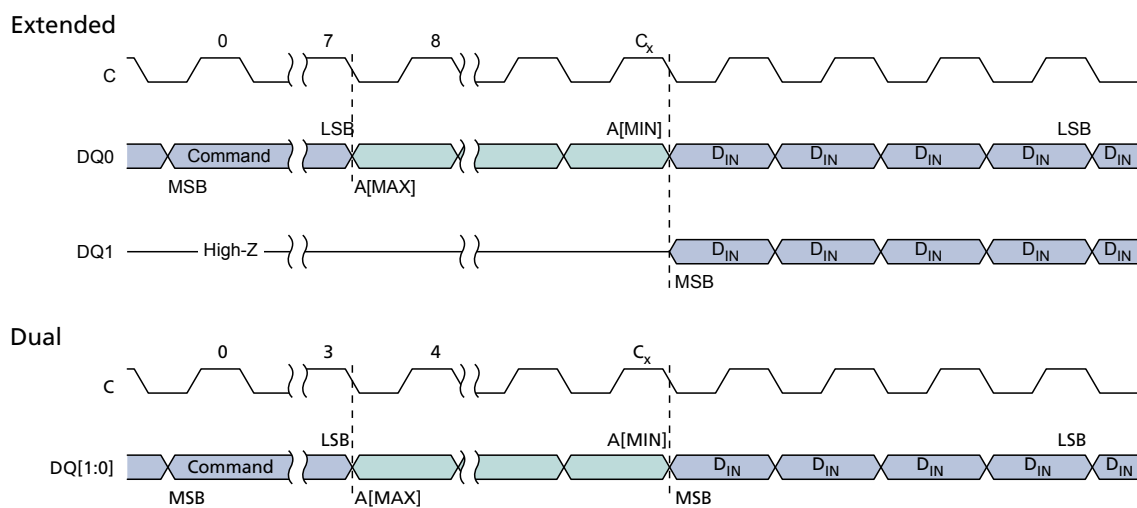 Extended
0 7 8 Cx
C
LSB A[MIN] LSB
DQ0 Command DIN DIN DIN DIN DIN
MSB A[MAX]
DQ1 High-Z DIN DIN DIN DIN DIN
MSB
Dual
0 3 4 Cx
C
LSB A[MIN] LSB
DQ[1:0] Command DIN DIN DIN DIN DIN
MSB A[MAX] MSB